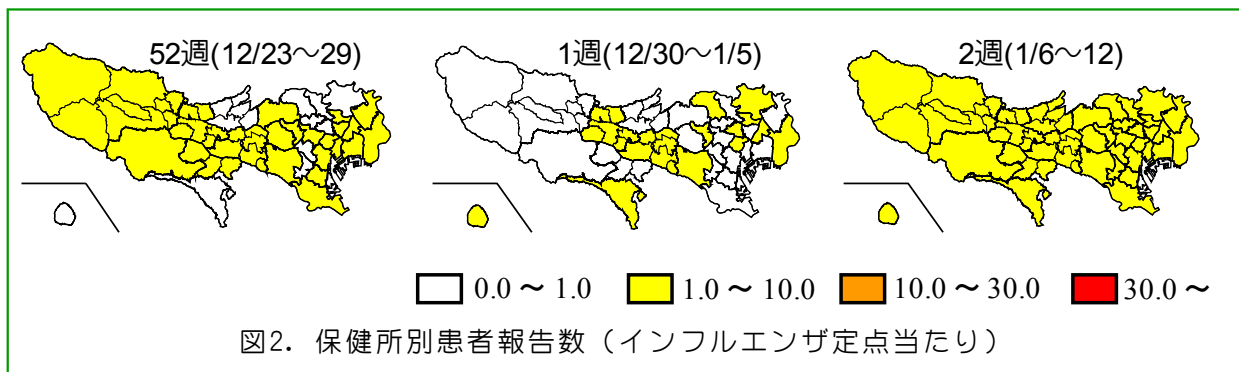 52週(12/23～29)
1週(12/30～1/5)
2週(1/6～12)
0.0 ～ 1.0
1.0 ～ 10.0
10.0 ～ 30.0
30.0 ～
図2. 保健所別患者報告数（インフルエンザ定点当たり）